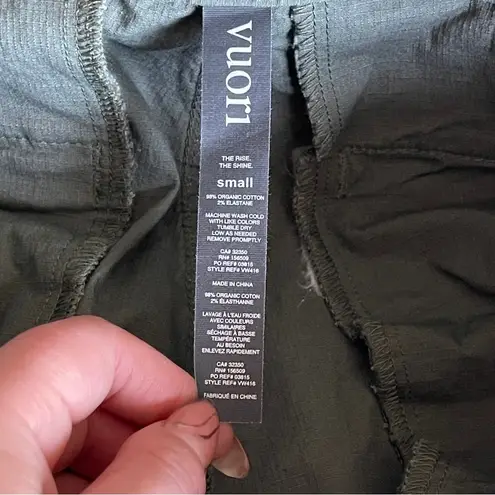 vuori
THE RISE.
THE SHINE.
small
98% ORGANIC COTTON
2% ELASTANE
MACHINE WASH COLD
WITH LIKE COLORS
TUMBLE DRY
LOW AS NEEDED
REMOVE PROMPTLY
CA# 32350
RN# 156509
PO REF# 03815
STYLE REF# VW416
MADE IN CHINA
98% ORGANIC COTON
2% ÉLASTHANNE
LAVAGE À L'EAU FROIDE
AVEC COULEURS
SIMILAIRES
SÉCHAGE À BASSE
TEMPÉRATURE
AU BESOIN
ENLEVEZ RAPIDEMENT
CA# 32350
RN# 156509
PO REF# 03815
STYLE REF# VW416
FABRIQUÉ EN CHINE